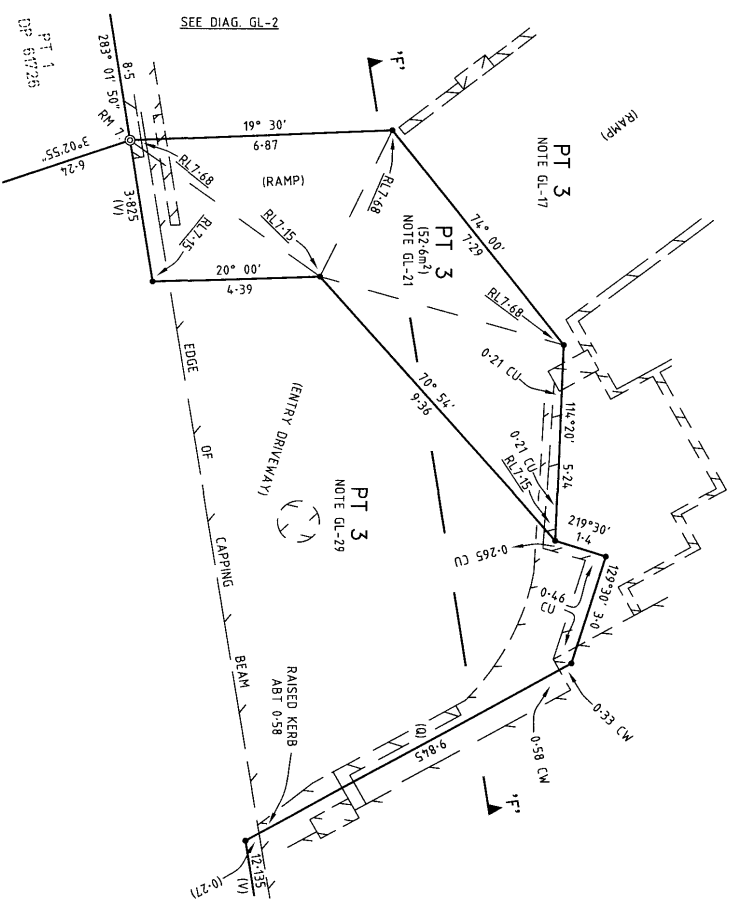 SEE DIAG. GL-2
PT 1
DP 61726
283° 01' 50"
8·5
RM 7.
3°02'55"
6·24
3·825
(V)
RL7·68
RL7·15
'F'
19° 30'
6·87
(RAMP)
RL7·15
20° 00'
4·39
RL7·68
(RAMP)
PT 3
NOTE GL-17
74° 00'
7·29
PT 3
(52·6m²)
NOTE GL-21
RL7·68
0·21 CU
114°20'
5·24
0·21 CU
RL7·15
70° 54'
9·36
219°30'
1·4
0·265 CU
129°30'
3·0
0·46
CU
0·33 CW
0·58 CW
(ENTRY DRIVEWAY)
PT 3
NOTE GL-29
EDGE OF CAPPING BEAM
RAISED KERB
ABT 0·58
(Q)
9·845
'F'
12·135
(V)
(0·27)